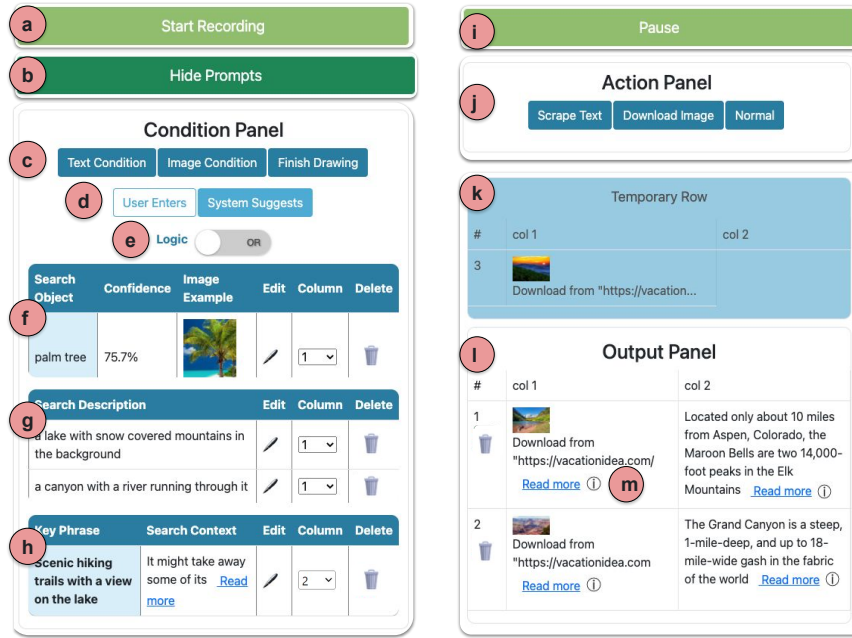 a
Start Recording
b
Hide Prompts
Condition Panel
c
Text Condition Image Condition Finish Drawing
d
User Enters System Suggests
e
Logic OR
Search Object Confidence Image Example Edit Column Delete
f
palm tree 75.7% 1
Search Description Edit Column Delete
g
a lake with snow covered mountains in
the background
1
a canyon with a river running through it 1
Key Phrase Search Context Edit Column Delete
h
Scenic hiking
trails with a view
on the lake
It might take away
some of its Read
more
2
i
Pause
Action Panel
j
Scrape Text Download Image Normal
k
Temporary Row
# col 1 col 2
3
Download from "https://vacation...
l
Output Panel
# col 1 col 2
1
Download from
"https://vacationidea.com/
Read more
m
Located only about 10 miles
from Aspen, Colorado, the
Maroon Bells are two 14,000-
foot peaks in the Elk
Mountains Read more
2
Download from
"https://vacationidea.com
Read more
The Grand Canyon is a steep,
1-mile-deep, and up to 18-
mile-wide gash in the fabric
of the world Read more